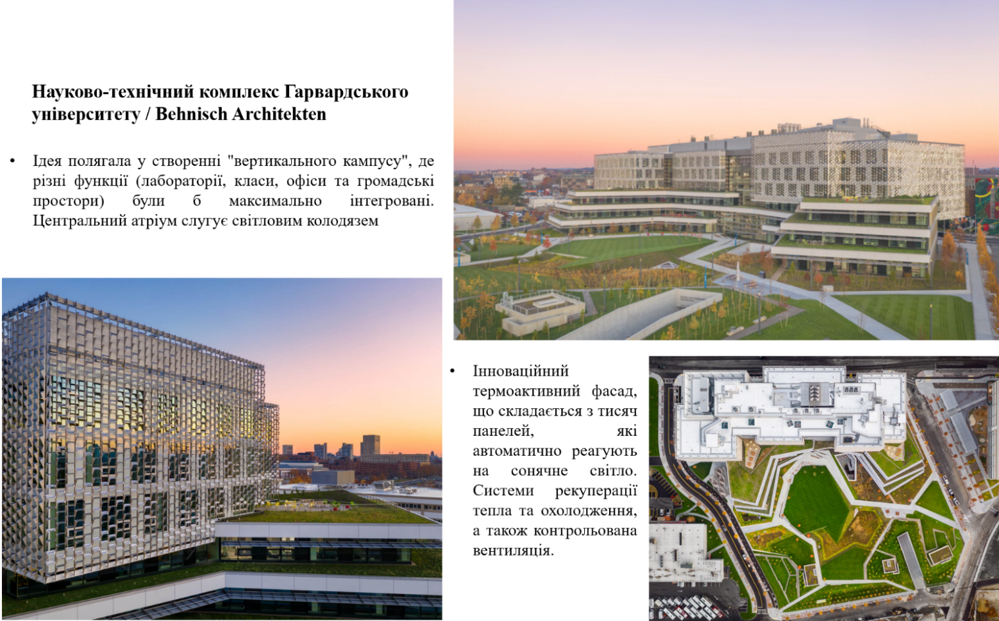 Науково-технічний комплекс Гарвардського
університету / Behnisch Architekten
• Ідея полягала у створенні "вертикального кампусу", де
різні функції (лабораторії, класи, офіси та громадські
простори) були б максимально інтегровані.
Центральний атріум слугує світловим колодязем
• Інноваційний
термоактивний фасад,
що складається з тисяч
панелей, які
автоматично реагують
на сонячне світло.
Системи рекуперації
тепла та охолодження,
а також контрольована
вентиляція.